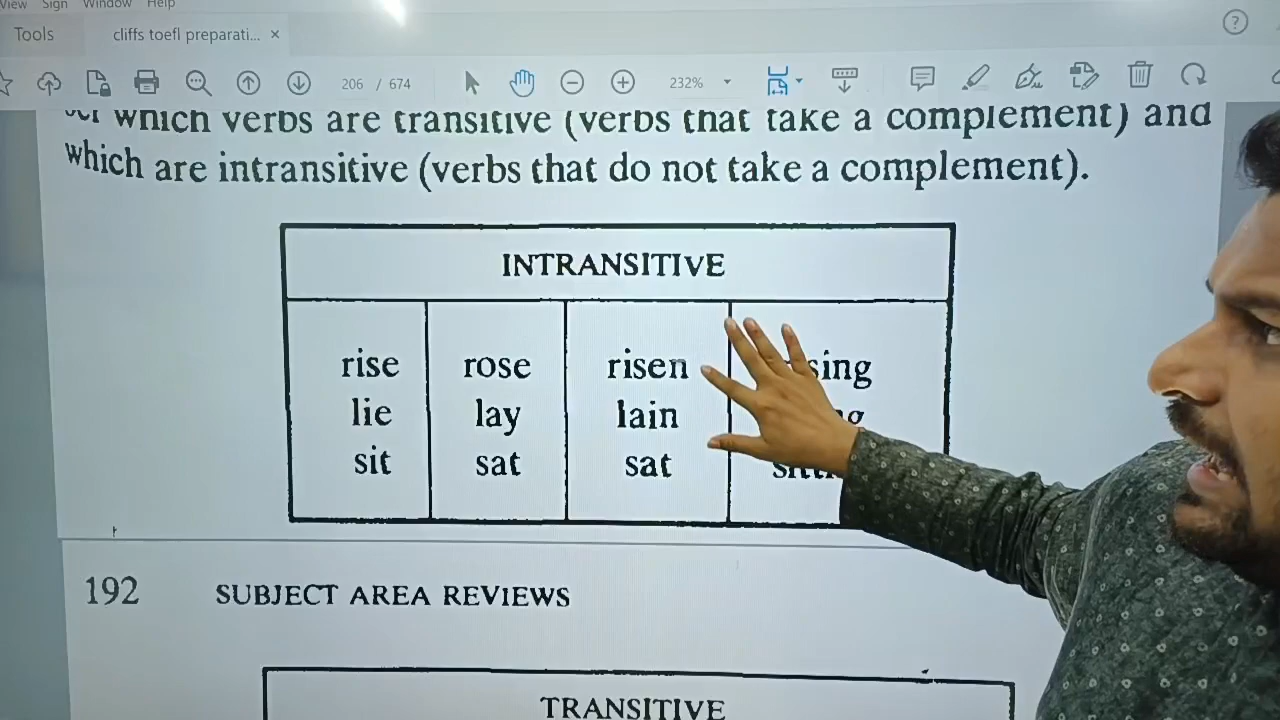 View Sign Window Help
Tools cliffs toefl preparati... ×
206 / 674 232%
which verbs are transitive (verbs that take a complement) and
which are intransitive (verbs that do not take a complement).
INTRANSITIVE
rise rose risen
lie lay lain
sit sat sat
192 SUBJECT AREA REVIEWS
TRANSITIVE